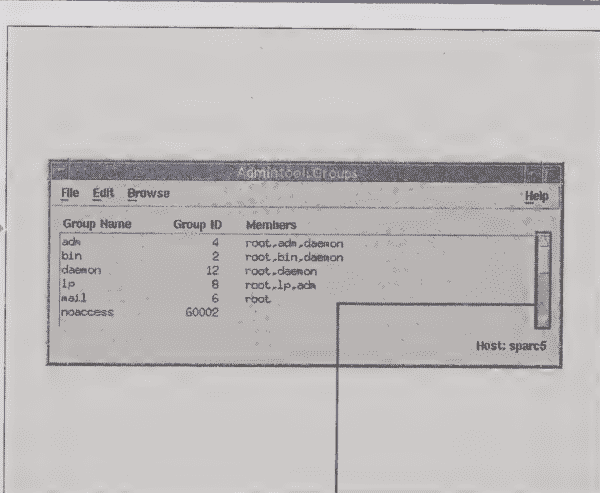 Admintool: Groups
File Edit Browse Help
Group Name Group ID Members
adm 4 root,adm,daemon
bin 2 root,bin,daemon
daemon 12 root,daemon
lp 8 root,lp,adm
mail 6 root
noaccess 60002
Host: sparc5